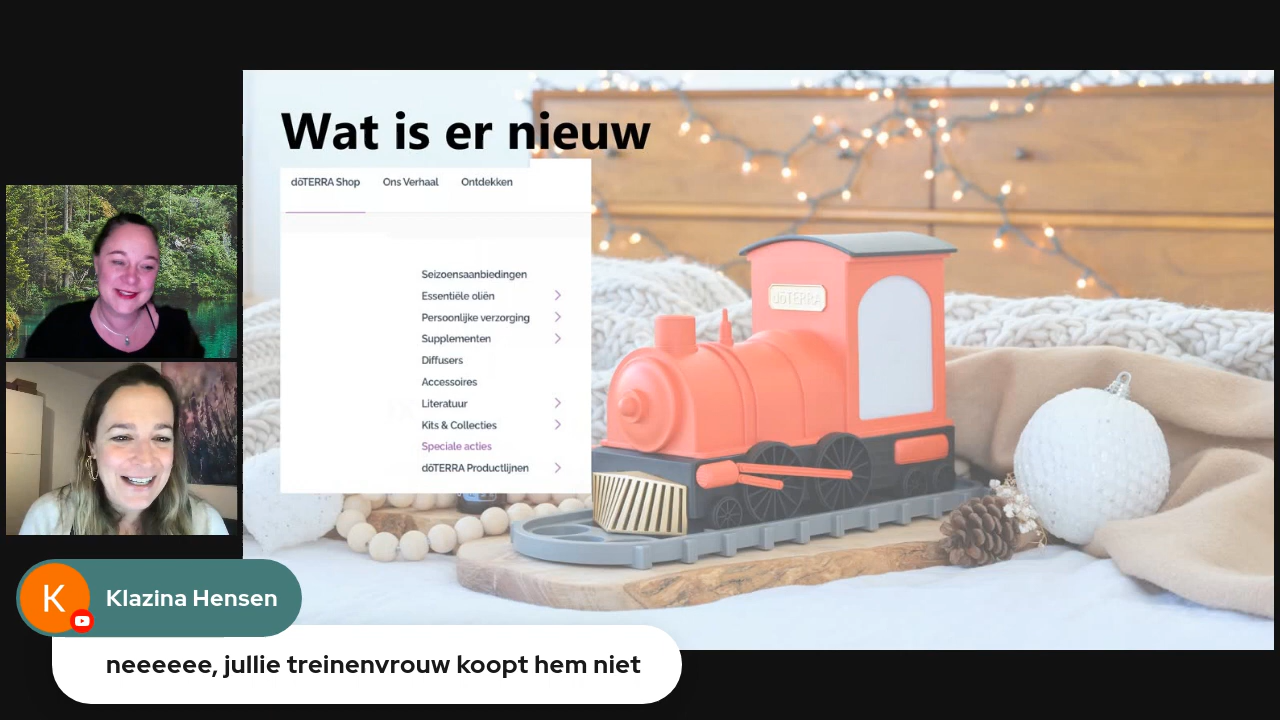 Wat is er nieuw
dōTERRA Shop Ons Verhaal Ontdekken
Seizoensaanbiedingen
Essentiële oliën
Persoonlijke verzorging
Supplementen
Diffusers
Accessoires
Literatuur
Kits & Collecties
Speciale acties
dōTERRA Productlijnen
dōTERRA
K
Klazina Hensen
neeeeee, jullie treinenvrouw koopt hem niet